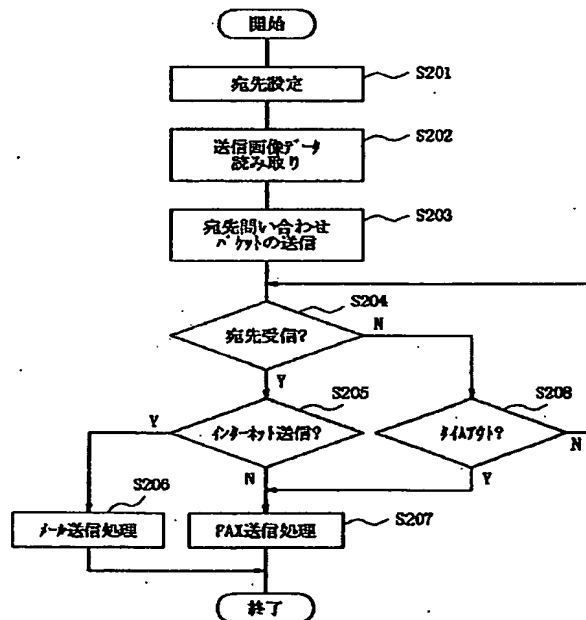 開始
宛先設定
S201
送信画像データ
読み取り
S202
宛先問い合わせ
パケットの送信
S203
S204
宛先受信?
N
Y
S205
S208
Y
インターネット送信?
タイムアウト?
N
N
Y
S206
メール送信処理
FAX送信処理
S207
終了